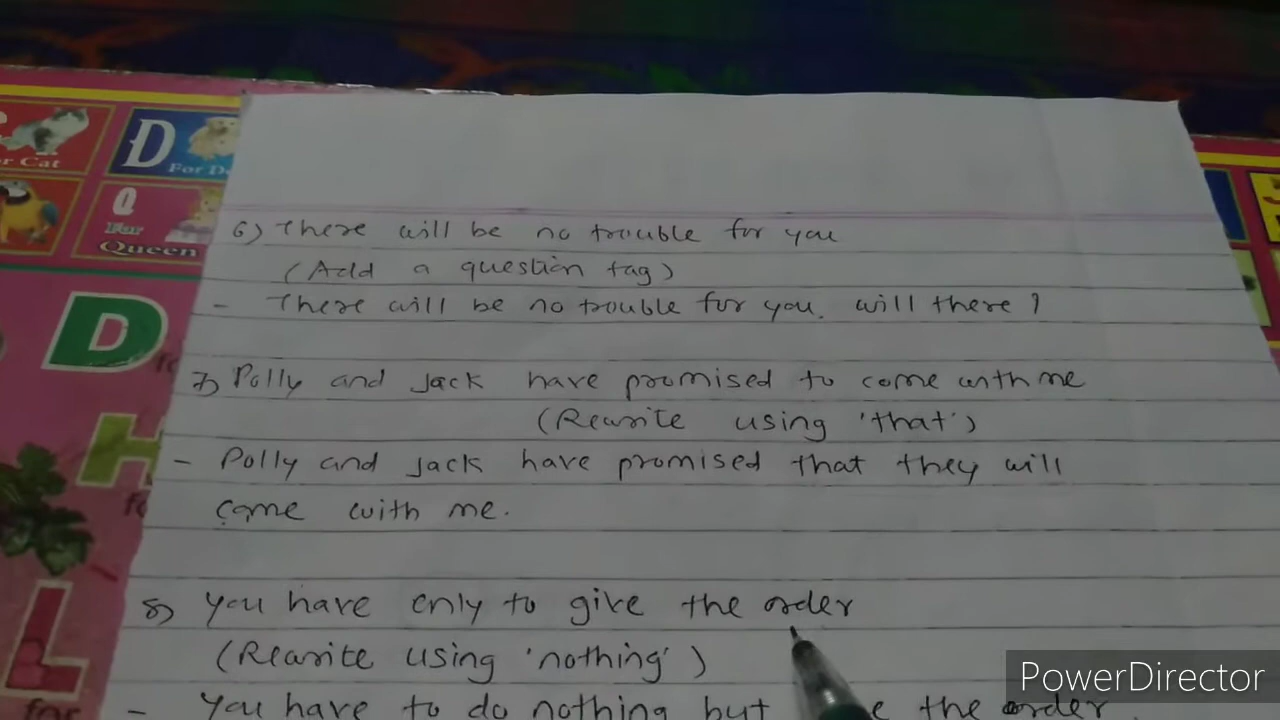 r Cat
D
For D
Q
For
Queen
D
H
L
for
6) There will be no trouble for you
(Add a question tag)
- There will be no trouble for you. will there?
7) Polly and Jack have promised to come with me
(Rewrite using 'that')
- Polly and Jack have promised that they will
come with me.
8) You have only to give the order
(Rewrite using 'nothing')
- You have to do nothing but the order.
PowerDirector